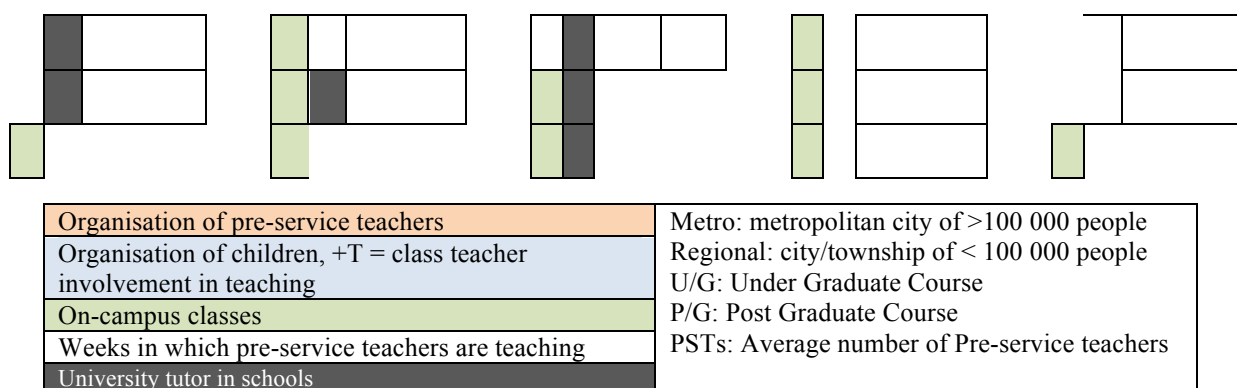 Organisation of pre-service teachers
Organisation of children, +T = class teacher
involvement in teaching
On-campus classes
Weeks in which pre-service teachers are teaching
University tutor in schools
Metro: metropolitan city of >100 000 people
Regional: city/township of < 100 000 people
U/G: Under Graduate Course
P/G: Post Graduate Course
PSTs: Average number of Pre-service teachers